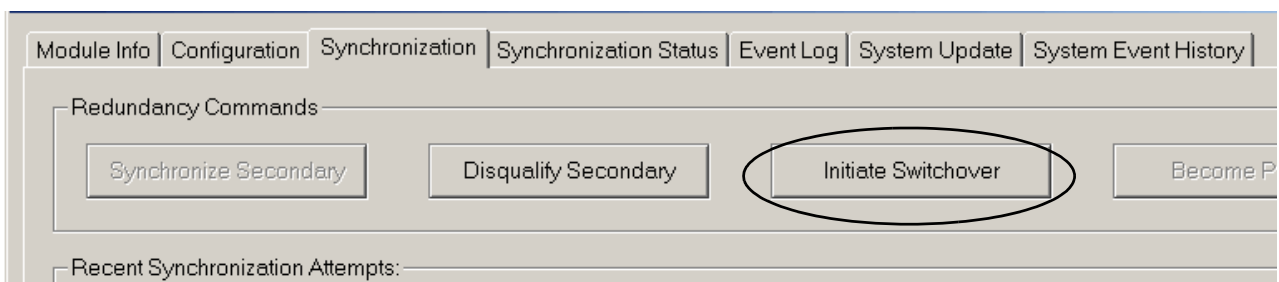 Module Info Configuration Synchronization Synchronization Status Event Log System Update System Event History
Redundancy Commands
Synchronize Secondary Disqualify Secondary Initiate Switchover Become P
Recent Synchronization Attempts: